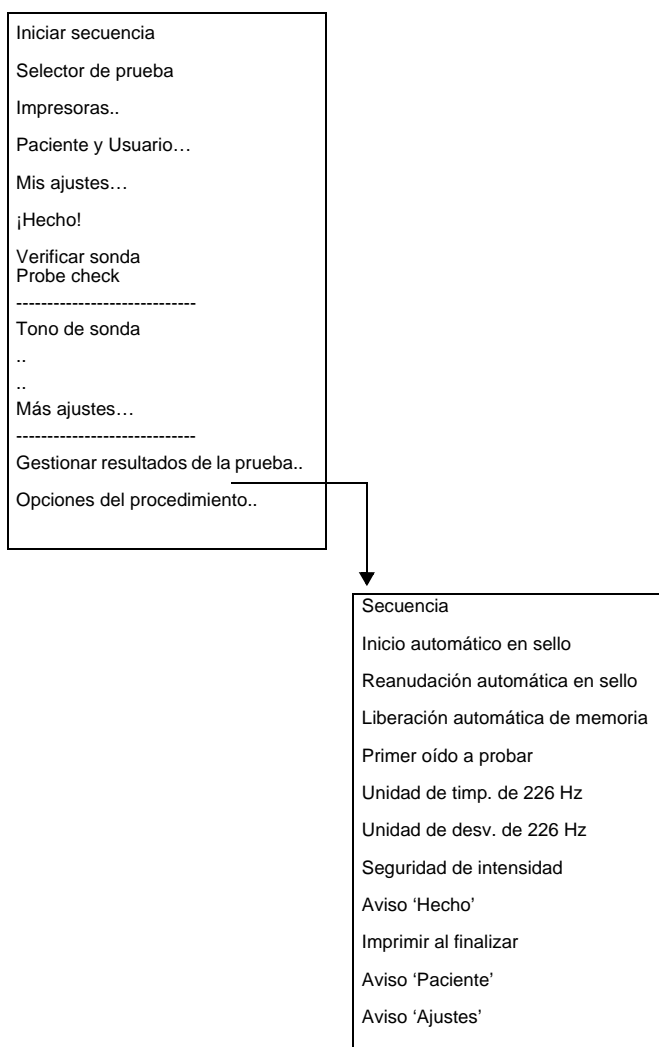 Iniciar secuencia
Selector de prueba
Impresoras..
Paciente y Usuario…
Mis ajustes…
¡Hecho!
Verificar sonda
Probe check
-----------------------------
Tono de sonda
..
..
Más ajustes…
-----------------------------
Gestionar resultados de la prueba..
Opciones del procedimiento..
Secuencia
Inicio automático en sello
Reanudación automática en sello
Liberación automática de memoria
Primer oído a probar
Unidad de timp. de 226 Hz
Unidad de desv. de 226 Hz
Seguridad de intensidad
Aviso ‘Hecho’
Imprimir al finalizar
Aviso ‘Paciente’
Aviso ‘Ajustes’